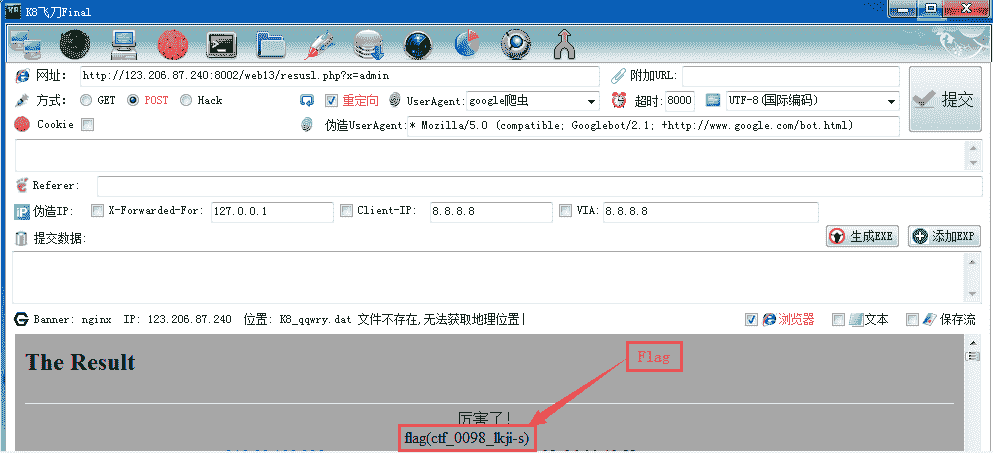 K8飞刀Final
网址: http://123.206.87.240:8002/web13/resusl.php?x=admin 附加URL:
方式: GET POST Hack 重定向 UserAgent: google爬虫 超时: 8000 UTF-8(国际编码) 提交
Cookie 伪造UserAgent: * Mozilla/5.0 (compatible; Googlebot/2.1; +http://www.google.com/bot.html)
Referer:
伪造IP: X-Forwarded-For: 127.0.0.1 Client-IP: 8.8.8.8 VIA: 8.8.8.8
提交数据: 生成EXE 添加EXP
Banner: nginx IP: 123.206.87.240 位置: K8_qqwry.dat 文件不存在,无法获取地理位置| 浏览器 文本 保存流
The Result
Flag
厉害了!
flag(ctf_0098_lkji-s)